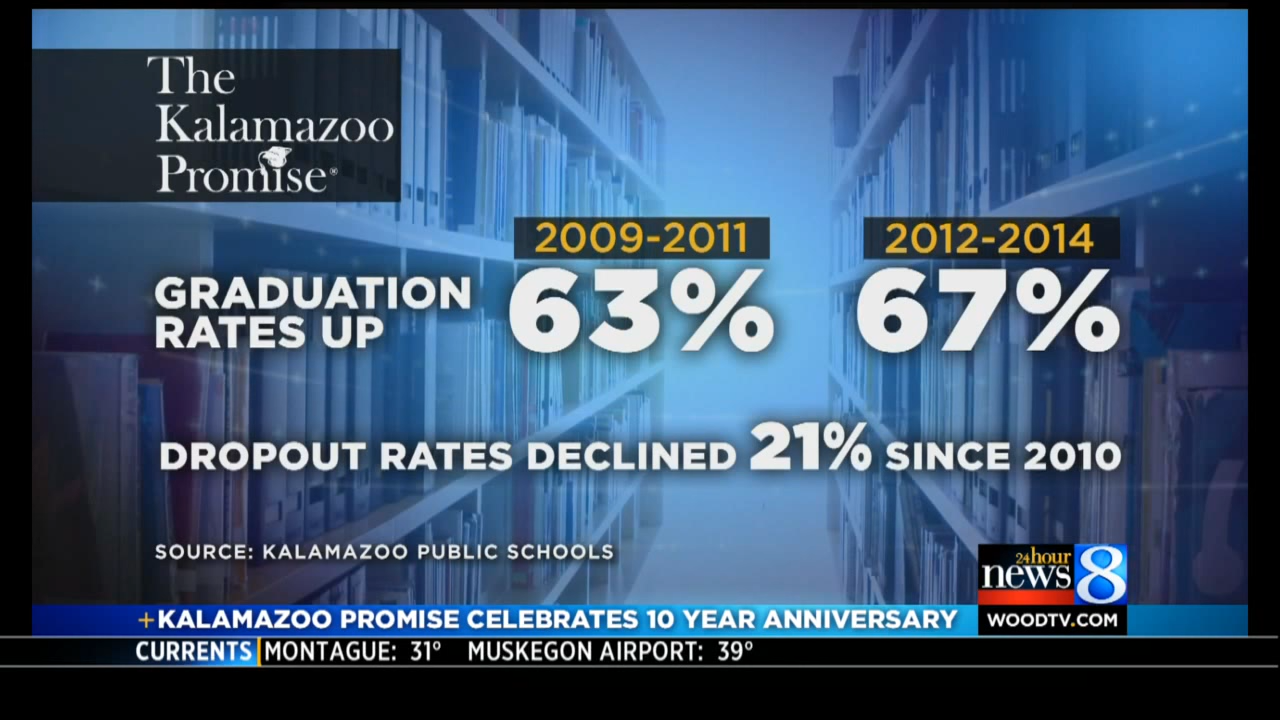 The
Kalamazoo
Promise®
2009-2011 2012-2014
GRADUATION
RATES UP
63% 67%
DROPOUT RATES DECLINED 21% SINCE 2010
SOURCE: KALAMAZOO PUBLIC SCHOOLS
24hour
news 8
+KALAMAZOO PROMISE CELEBRATES 10 YEAR ANNIVERSARY
WOODTV.COM
CURRENTS MONTAGUE: 31° MUSKEGON AIRPORT: 39°